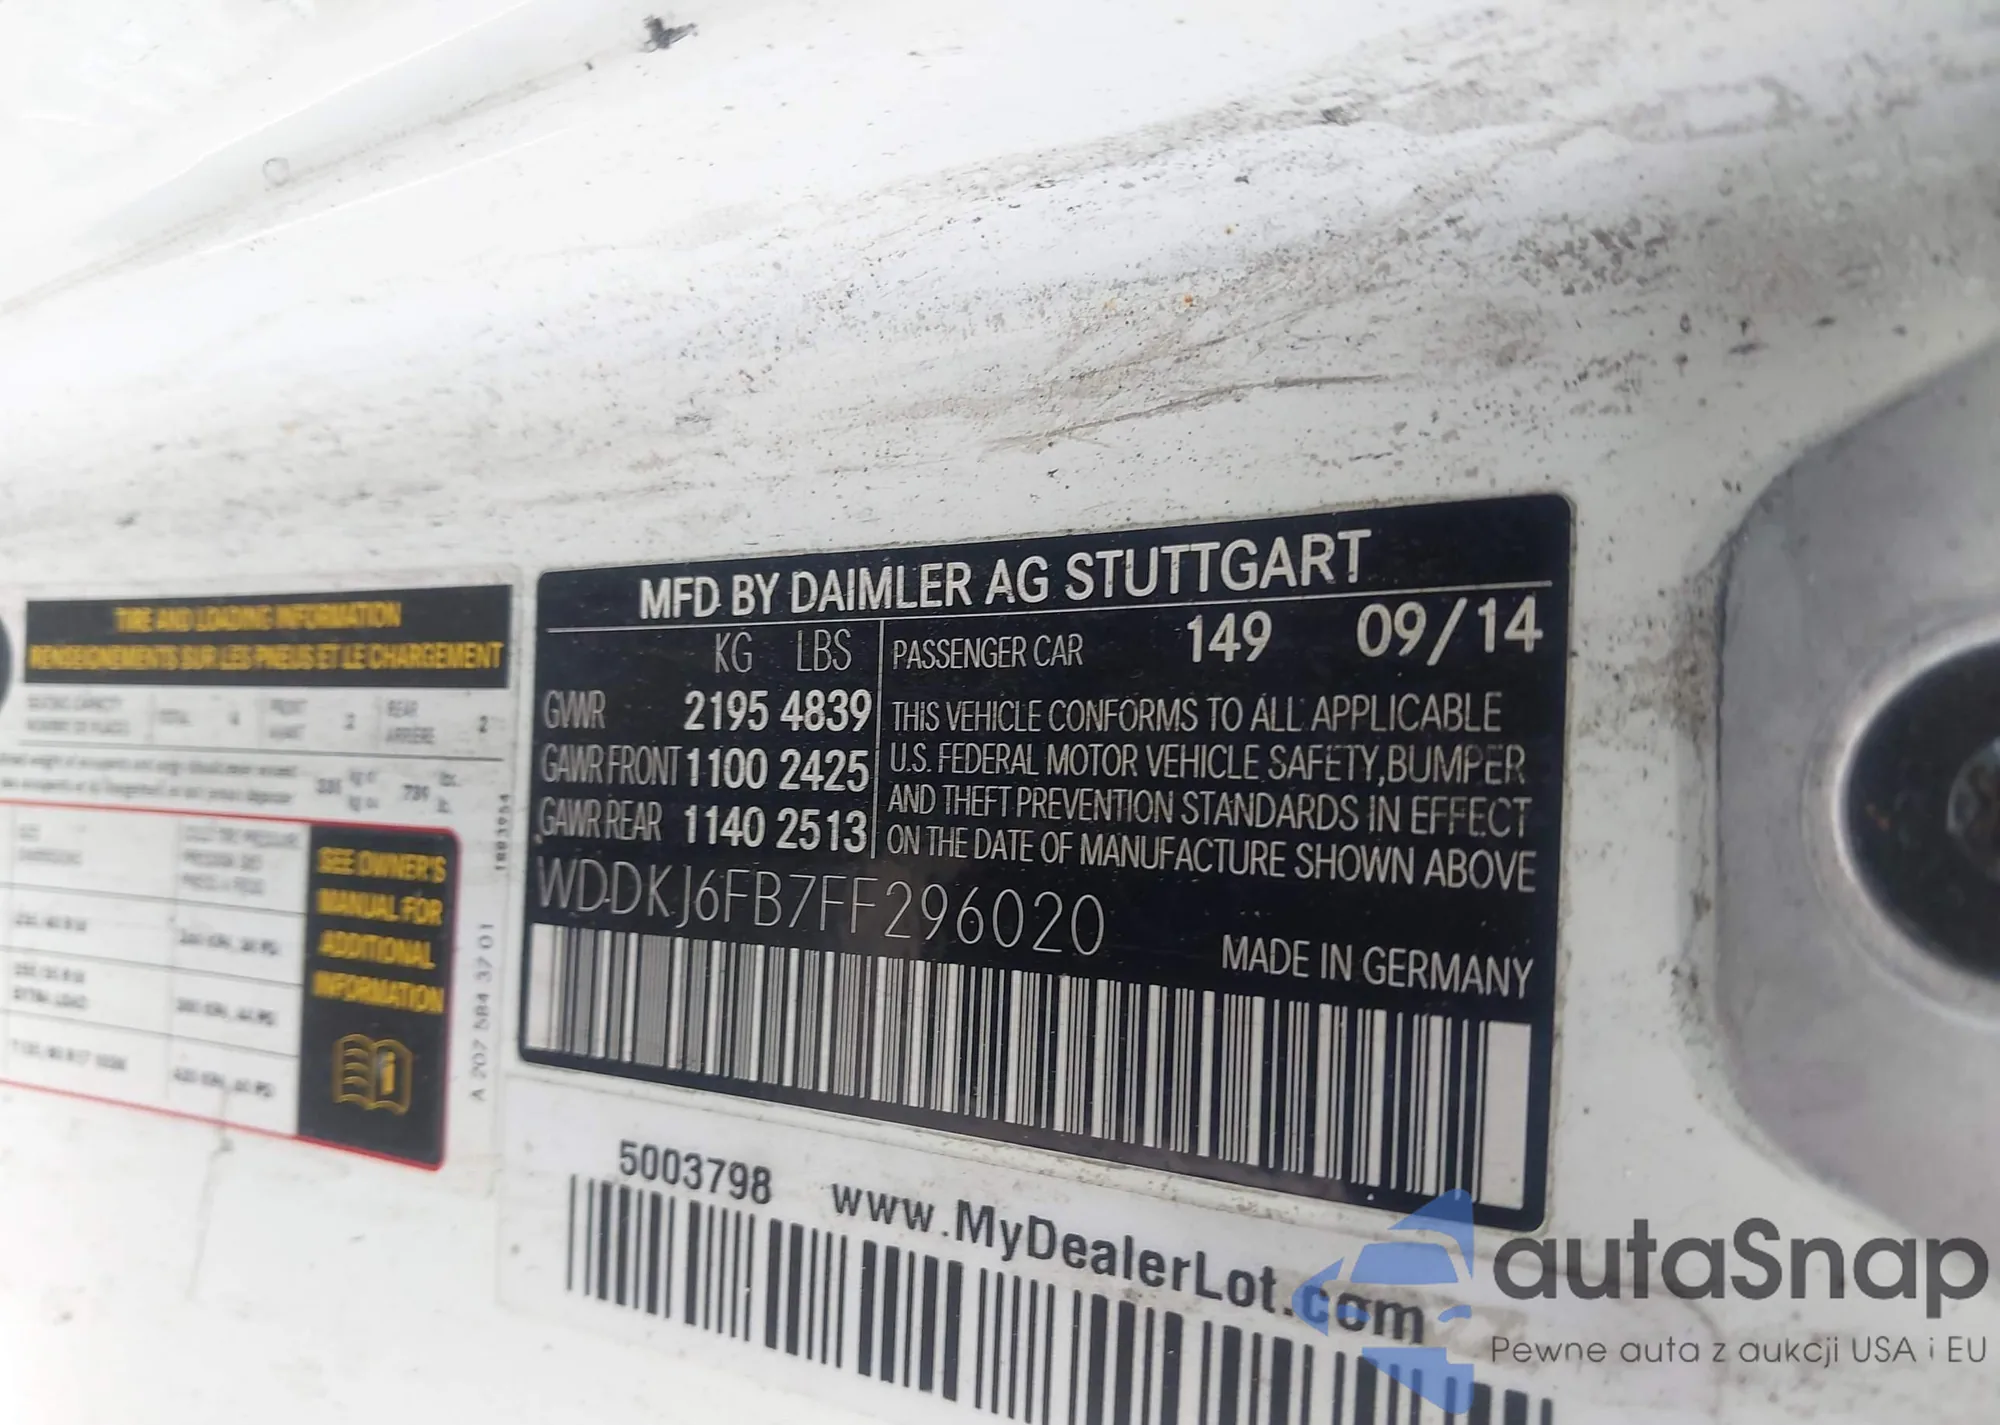 MFD BY DAIMLER AG STUTTGART
KG LBS
PASSENGER CAR 149 09/14
GVWR 2195 4839
GAWR FRONT 1100 2425
GAWR REAR 1140 2513
THIS VEHICLE CONFORMS TO ALL APPLICABLE
U.S. FEDERAL MOTOR VEHICLE SAFETY, BUMPER
AND THEFT PREVENTION STANDARDS IN EFFECT
ON THE DATE OF MANUFACTURE SHOWN ABOVE
WDDKJ6FB7FF296020
MADE IN GERMANY
TIRE AND LOADING INFORMATION
RENSEIGNEMENTS SUR LES PNEUS ET LE CHARGEMENT
SEE OWNER'S
MANUAL FOR
ADDITIONAL
INFORMATION
A 207 584 37 01
5003798
www.MyDealerLot.com
autaSnap
Pewne auta z aukcji USA i EU